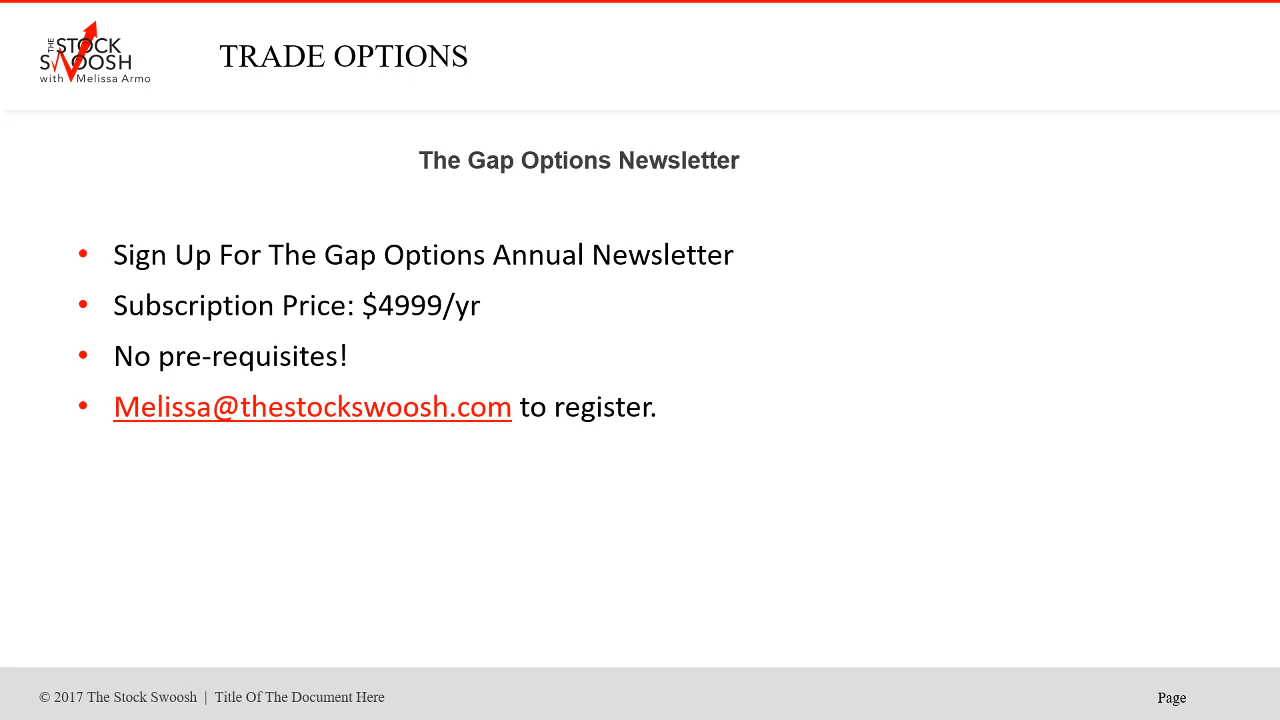 THE STOCK
SWOOSH
with Melissa Armo
TRADE OPTIONS
The Gap Options Newsletter
• Sign Up For The Gap Options Annual Newsletter
• Subscription Price: $4999/yr
• No pre-requisites!
• Melissa@thestockswoosh.com to register.
© 2017 The Stock Swoosh | Title Of The Document Here
Page